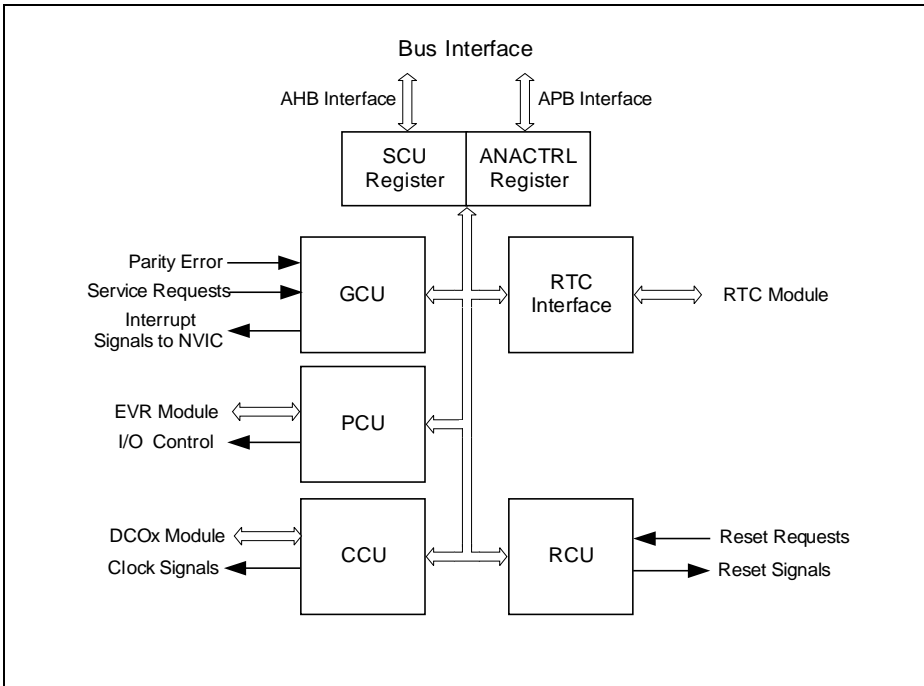 Bus Interface
AHB Interface
APB Interface
SCU
Register
ANACTRL
Register
Parity Error
Service Requests
Interrupt
Signals to NVIC
GCU
RTC
Interface
RTC Module
EVR Module
I/O Control
PCU
DCOx Module
Clock Signals
CCU
RCU
Reset Requests
Reset Signals